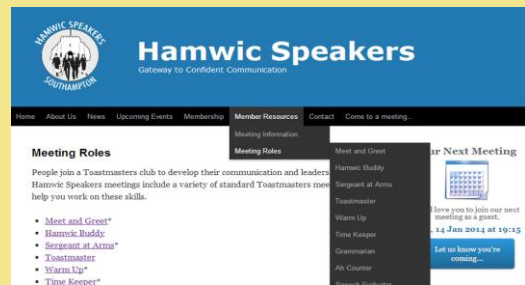 HAMWIC SPEAKERS
SOUTHAMPTON
Hamwic Speakers
Gateway to Confident Communication
Home About Us News Upcoming Events Membership Member Resources Contact Come to a meeting...
Meeting Information
Meeting Roles
Meet and Greet
Hamwic Buddy
Sergeant at Arms
Toastmaster
Warm Up
Time Keeper
Grammarian
Ah Counter
Speech Evaluator
Meeting Roles
People join a Toastmasters club to develop their communication and leaders
Hamwic Speakers meetings include a variety of standard Toastmasters mee
help you work on these skills.
Meet and Greet*
Hamwic Buddy
Sergeant at Arms*
Toastmaster
Warm Up*
Time Keeper*
ur Next Meeting
love you to join our next
meeting as a guest.
, 14 Jan 2014 at 19:15
Let us know you're
coming...